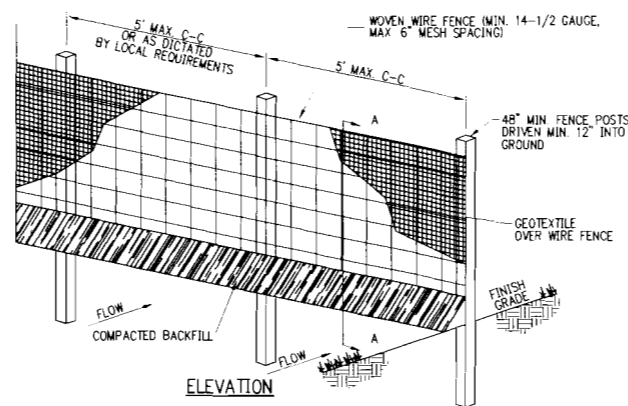 5' MAX. C-C
OR AS DICTATED
BY LOCAL REQUIREMENTS
WOVEN WIRE FENCE (MIN. 14-1/2 GAUGE,
MAX 6" MESH SPACING)
5' MAX. C-C
A
48" MIN. FENCE POSTS
DRIVEN MIN. 12" INTO
GROUND
GEOTEXTILE
OVER WIRE FENCE
FINISH
GRADE
FLOW
COMPACTED BACKFILL
A
FLOW
ELEVATION